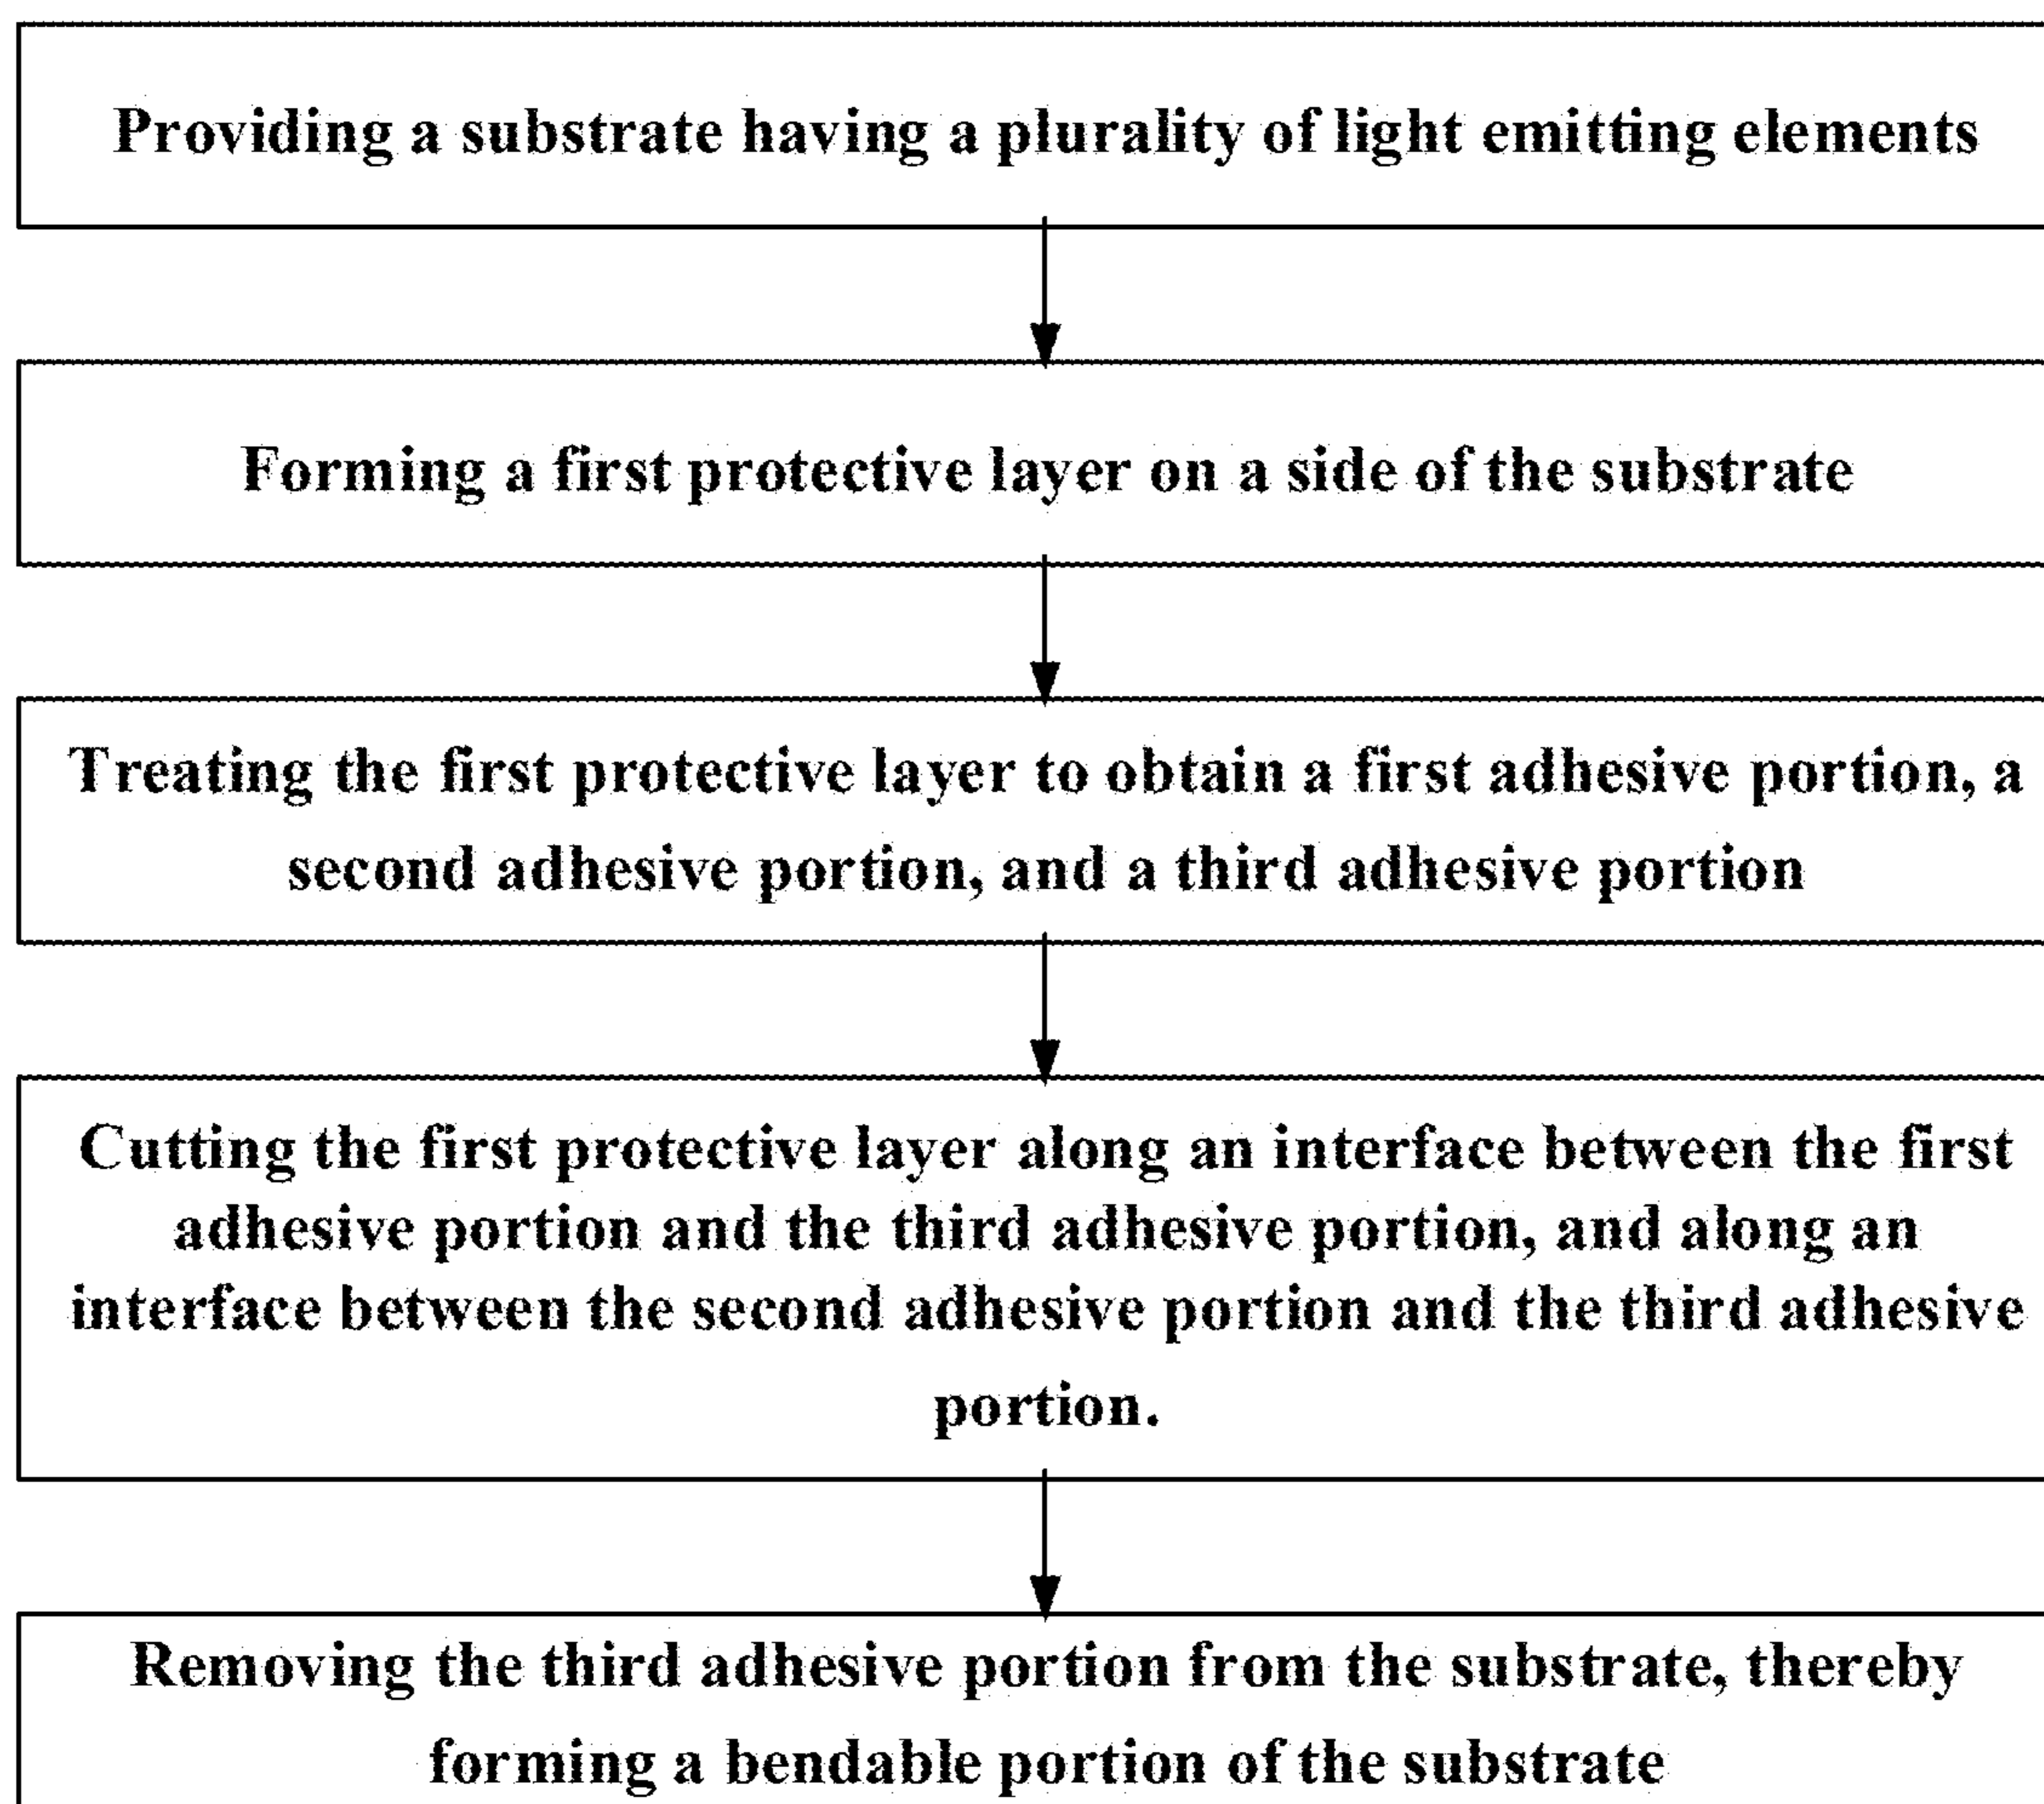 Providing a substrate having a plurality of light emitting elements
Forming a first protective layer on a side of the substrate
Treating the first protective layer to obtain a first adhesive portion, a
second adhesive portion, and a third adhesive portion
Cutting the first protective layer along an interface between the first
adhesive portion and the third adhesive portion, and along an
interface between the second adhesive portion and the third adhesive
portion.
Removing the third adhesive portion from the substrate, thereby
forming a bendable portion of the substrate